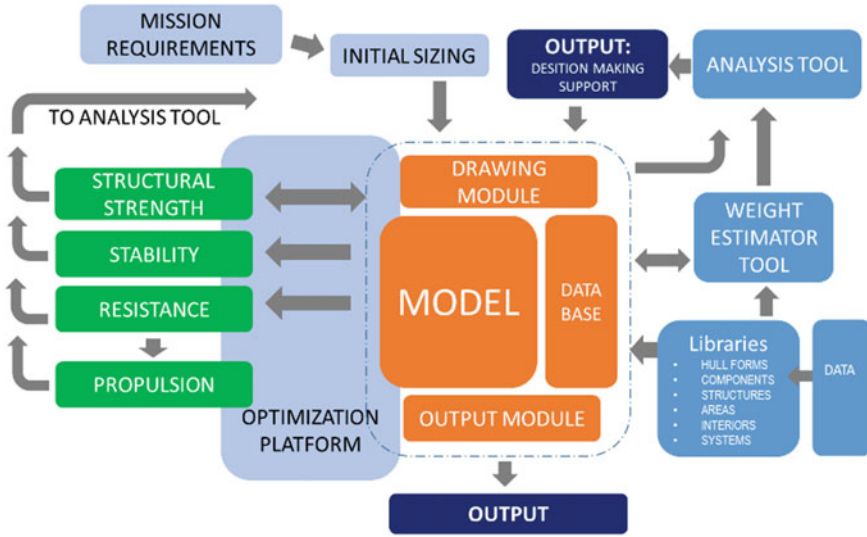 MISSION
REQUIREMENTS
INITIAL SIZING
OUTPUT:
DESITION MAKING
SUPPORT
ANALYSIS TOOL
TO ANALYSIS TOOL
STRUCTURAL
STRENGTH
STABILITY
RESISTANCE
PROPULSION
OPTIMIZATION
PLATFORM
DRAWING
MODULE
MODEL
DATA
BASE
OUTPUT MODULE
OUTPUT
WEIGHT
ESTIMATOR
TOOL
Libraries
• HULL FORMS
• COMPONENTS
• STRUCTURES
• AREAS
• INTERIORS
• SYSTEMS
DATA